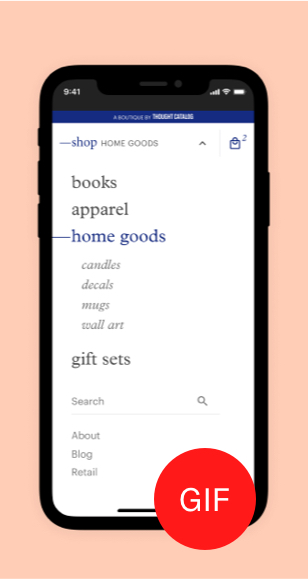 9:41
A BOUTIQUE BY THOUGHT CATALOG
shop HOME GOODS
2
books
apparel
home goods
candles
decals
mugs
wall art
gift sets
Search
About
Blog
Retail
GIF